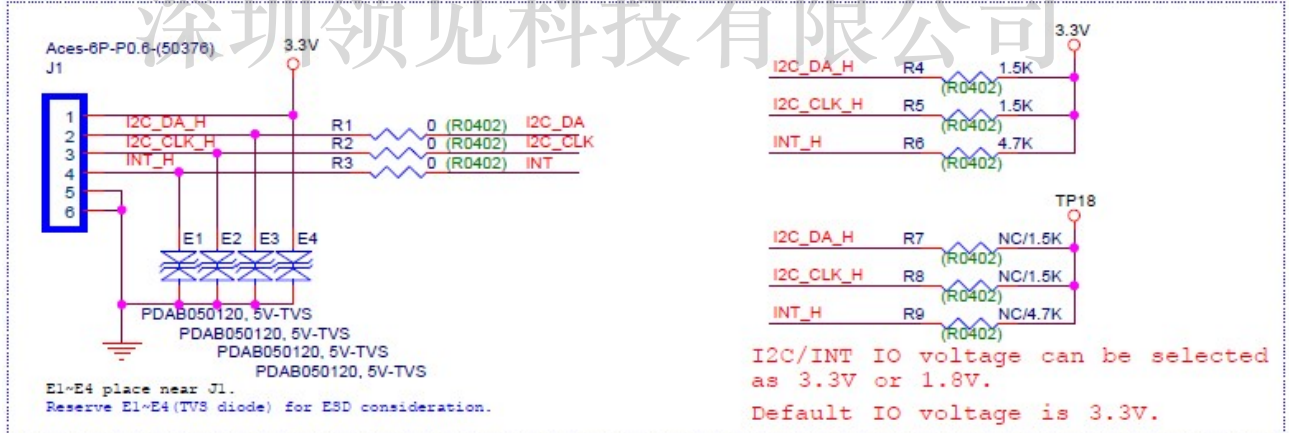 深圳领见科技有限公司
Aces-6P-P0.6-(50376)
J1
3.3V
1
2
3
4
5
6
I2C_DA_H
I2C_CLK_H
INT_H
R1 0 (R0402) I2C_DA
R2 0 (R0402) I2C_CLK
R3 0 (R0402) INT
E1 E2 E3 E4
PDAB050120, 5V-TVS
PDAB050120, 5V-TVS
PDAB050120, 5V-TVS
PDAB050120, 5V-TVS
E1~E4 place near J1.
Reserve E1~E4(TVS diode) for ESD consideration.
3.3V
I2C_DA_H R4 1.5K
(R0402)
I2C_CLK_H R5 1.5K
(R0402)
INT_H R6 4.7K
(R0402)
TP18
I2C_DA_H R7 NC/1.5K
(R0402)
I2C_CLK_H R8 NC/1.5K
(R0402)
INT_H R9 NC/4.7K
(R0402)
I2C/INT IO voltage can be selected
as 3.3V or 1.8V.
Default IO voltage is 3.3V.